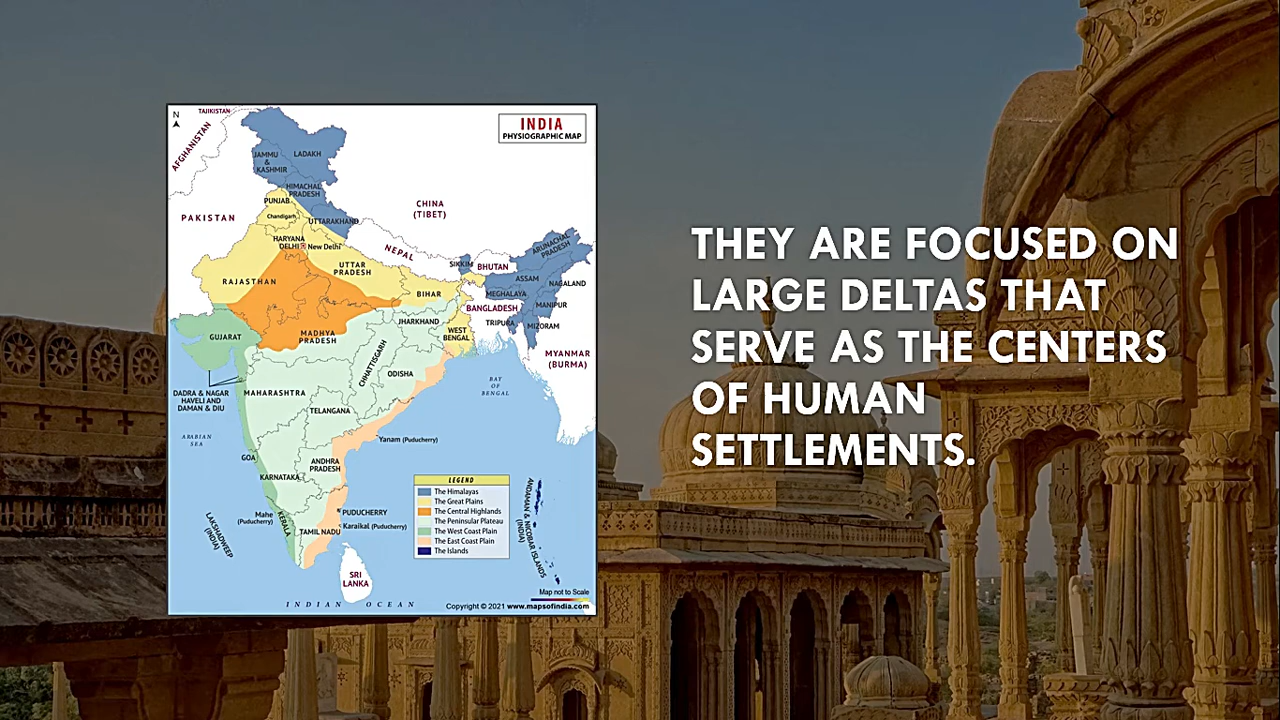 N
TAJIKISTAN
AFGHANISTAN
INDIA
PHYSIOGRAPHIC MAP
JAMMU
&
KASHMIR
LADAKH
HIMACHAL
PRADESH
PUNJAB
Chandigarh
UTTARAKHAND
PAKISTAN
CHINA
(TIBET)
HARYANA
DELHI
New Delhi
NEPAL
UTTAR
PRADESH
RAJASTHAN
BIHAR
SIKKIM
BHUTAN
ARUNACHAL
PRADESH
ASSAM
NAGALAND
MEGHALAYA
MANIPUR
BANGLADESH
TRIPURA
MIZORAM
GUJARAT
MADHYA
PRADESH
JHARKHAND
WEST
BENGAL
MYANMAR
(BURMA)
CHHATTISGARH
ODISHA
DADRA & NAGAR
HAVELI AND
DAMAN & DIU
MAHARASHTRA
BAY
OF
BENGAL
TELANGANA
ARABIAN
SEA
Yanam (Puducherry)
GOA
ANDHRA
PRADESH
KARNATAKA
LEGEND
The Himalayas
The Great Plains
The Central Highlands
The Peninsular Plateau
The West Coast Plain
The East Coast Plain
The Islands
ANDAMAN & NICOBAR ISLANDS
(INDIA)
LAKSHADWEEP
(INDIA)
Mahe
(Puducherry)
KERALA
PUDUCHERRY
Karaikal (Puducherry)
TAMIL NADU
SRI
LANKA
Map not to Scale
INDIAN OCEAN
Copyright © 2021 www.mapsofindia.com
THEY ARE FOCUSED ON
LARGE DELTAS THAT
SERVE AS THE CENTERS
OF HUMAN
SETTLEMENTS.